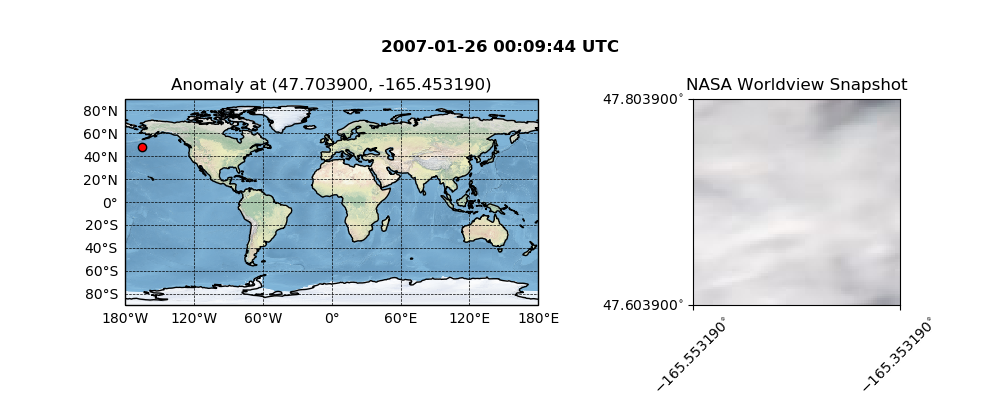 2007-01-26 00:09:44 UTC
Anomaly at (47.703900, -165.453190)
80°N
60°N
40°N
20°N
0°
20°S
40°S
60°S
80°S
180°W 120°W 60°W 0° 60°E 120°E 180°E
NASA Worldview Snapshot
47.803900°
47.603900°
−165.553190°
−165.353190°